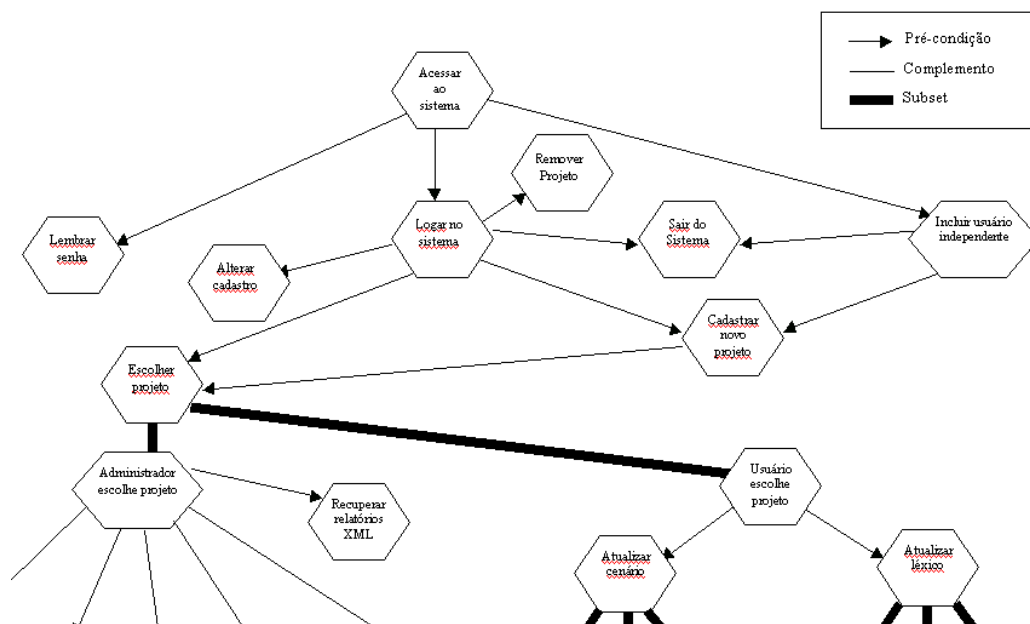 Pré-condição
Complemento
Subset
Acessar
ao
sistema
Remover
Projeto
Lembrar
senha
Logar no
sistema
Sair do
Sistema
Incluir usuário
independente
Alterar
cadastro
Cadastrar
novo
projeto
Escolher
projeto
Administrador
escolhe projeto
Recuperar
relatórios
XML
Usuário
escolhe
projeto
Atualizar
cenário
Atualizar
léxico